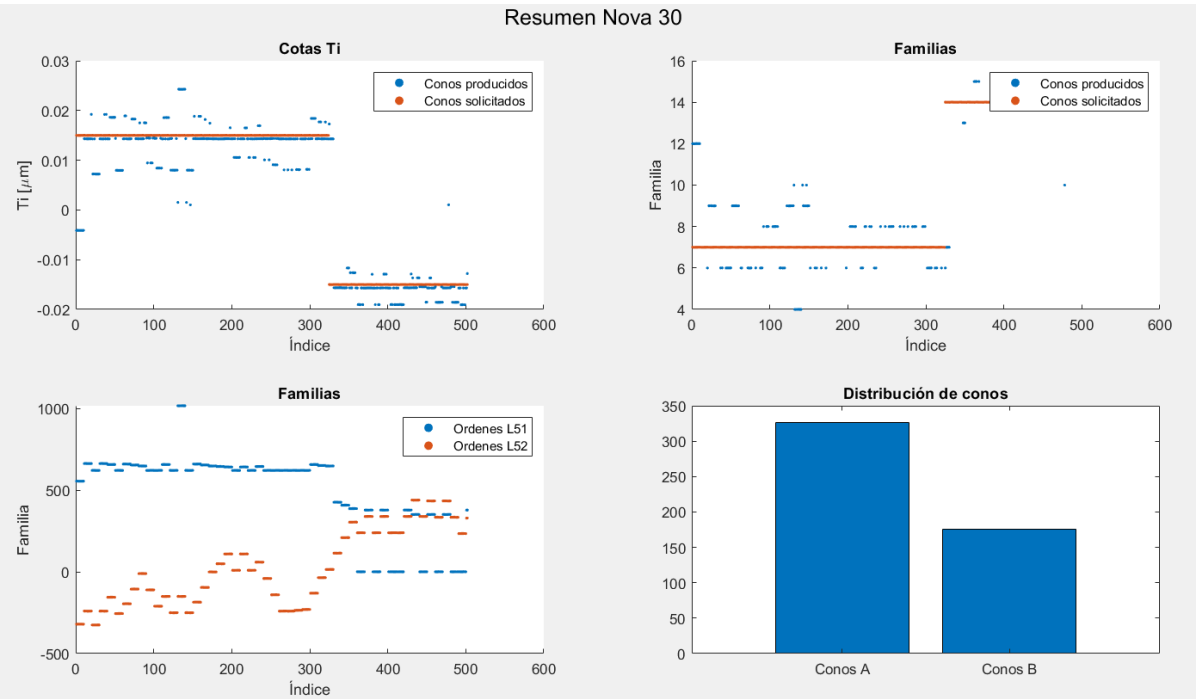 Resumen Nova 30
Cotas Ti
0.03
0.02
0.01
0
-0.01
-0.02
Ti [μm]
0 100 200 300 400 500 600
Índice
Conos producidos
Conos solicitados
Familias
16
14
12
10
8
6
4
Familia
0 100 200 300 400 500 600
Índice
Conos producidos
Conos solicitados
Familias
1000
500
0
-500
Familia
0 100 200 300 400 500 600
Índice
Ordenes L51
Ordenes L52
Distribución de conos
350
300
250
200
150
100
50
0
Conos A Conos B